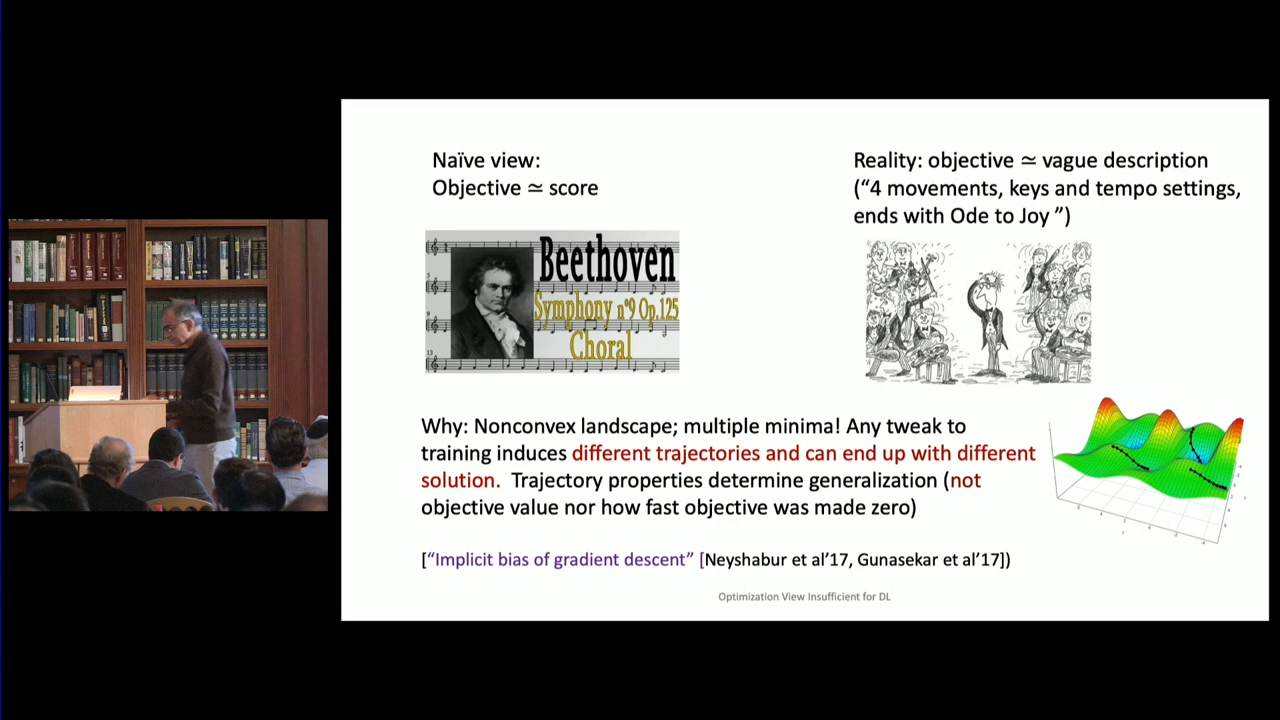 Naïve view:
Objective ≃ score
Reality: objective ≃ vague description
(“4 movements, keys and tempo settings,
ends with Ode to Joy ”)
Beethoven
Symphony nº9 Op.125
Choral
Why: Nonconvex landscape; multiple minima! Any tweak to
training induces different trajectories and can end up with different
solution.  Trajectory properties determine generalization (not
objective value nor how fast objective was made zero)
[“Implicit bias of gradient descent” [Neyshabur et al’17, Gunasekar et al’17])
Optimization View Insufficient for DL